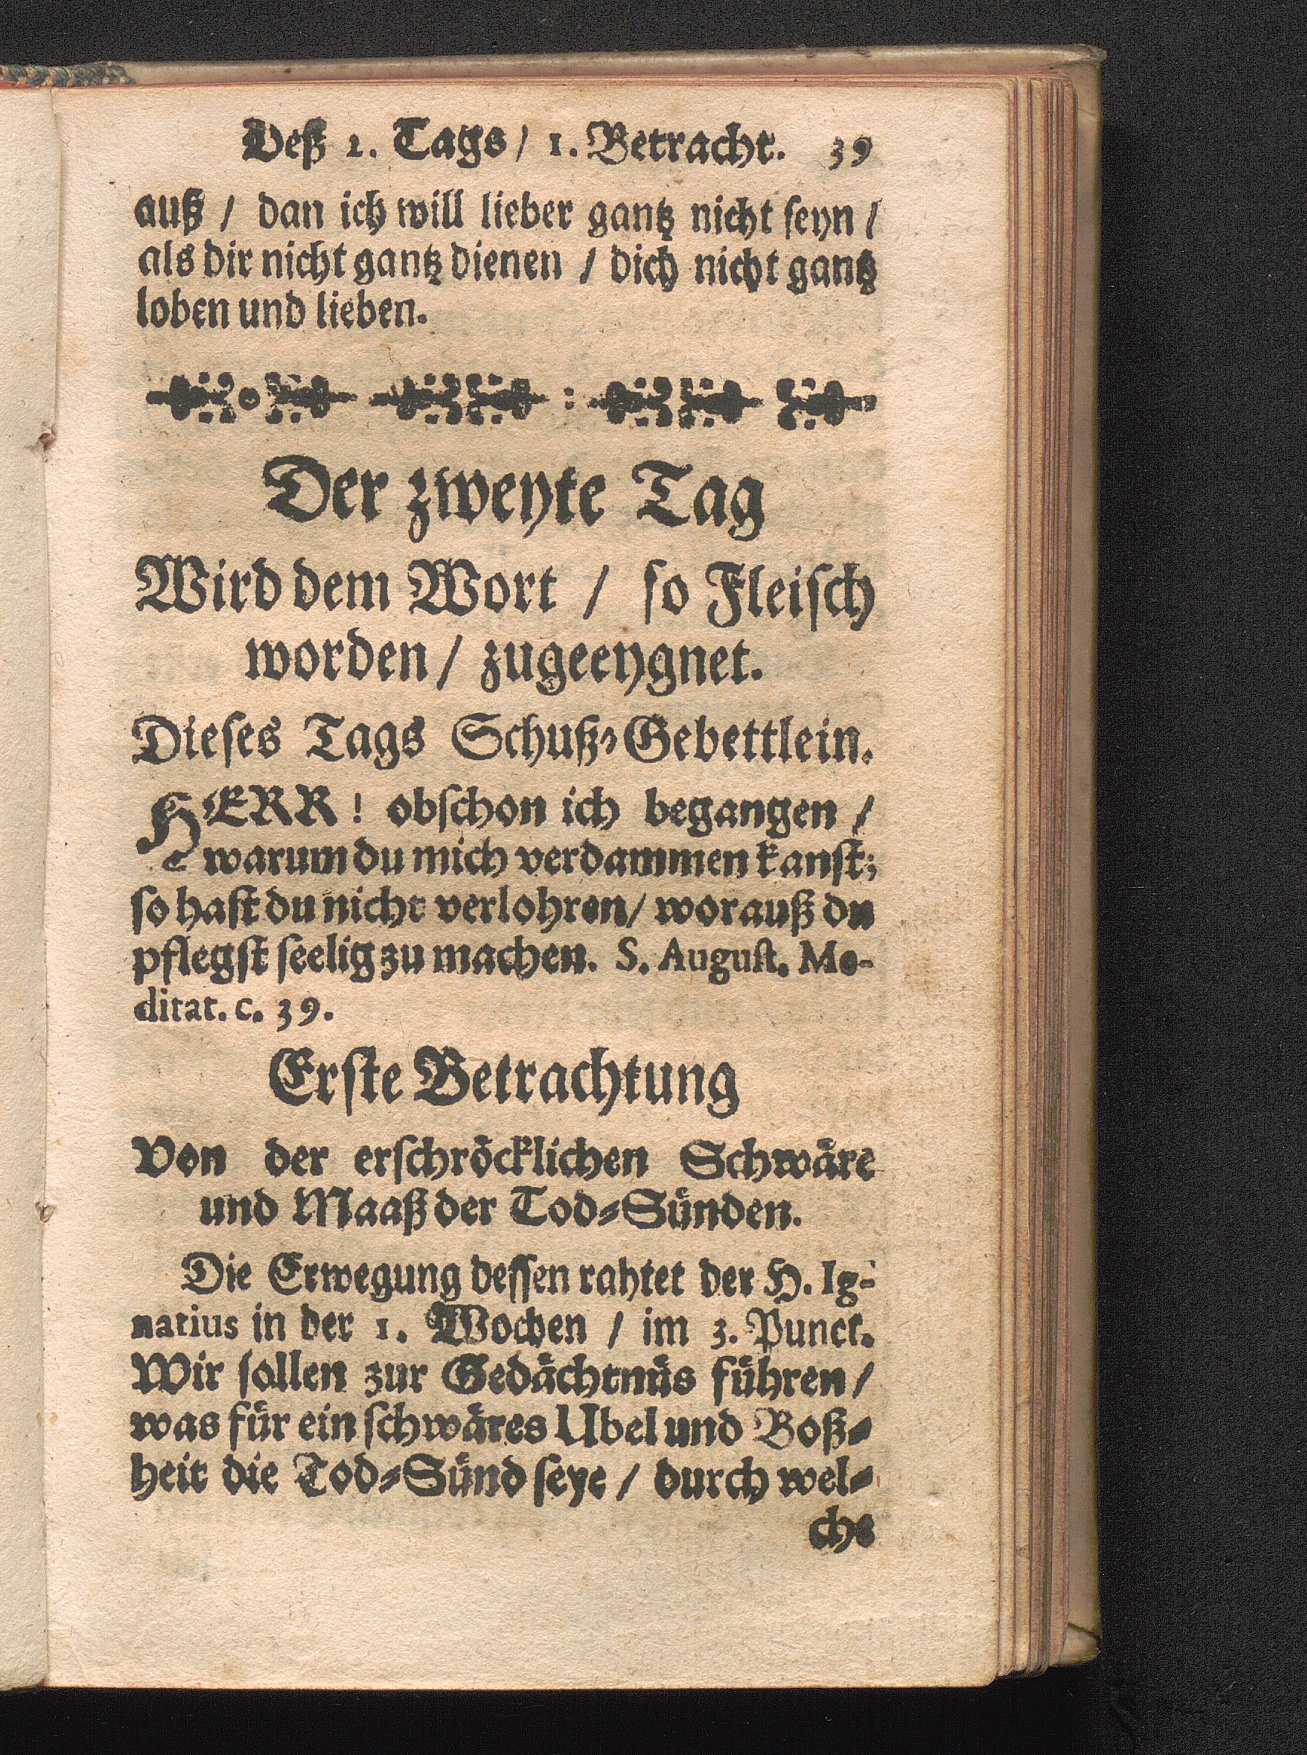 Deß 2. Tags / 1. Betracht. 39
auß / dan ich will lieber gantz nicht seyn /
als dir nicht gantz dienen / dich nicht gantz
loben und lieben.
Der zweyte Tag
Wird dem Wort / so Fleisch
worden / zugeeygnet.
Dieses Tags Schuß-Gebettlein.
HERR! obschon ich begangen /
warum du mich verdammen kanst;
so hast du nicht verlohren / worauß du
pflegst seelig zu machen. S. August. Me-
ditat. c. 39.
Erste Betrachtung
Von der erschröcklichen Schwäre
und Maaß der Tod-Sünden.
Die Erwegung dessen rahtet der H. Ig-
natius in der 1. Wochen / im 3. Punct.
Wir sollen zur Gedächtnüs führen /
was für ein schwäres Ubel und Boß-
heit die Tod-Sünd seye / durch wel-
che